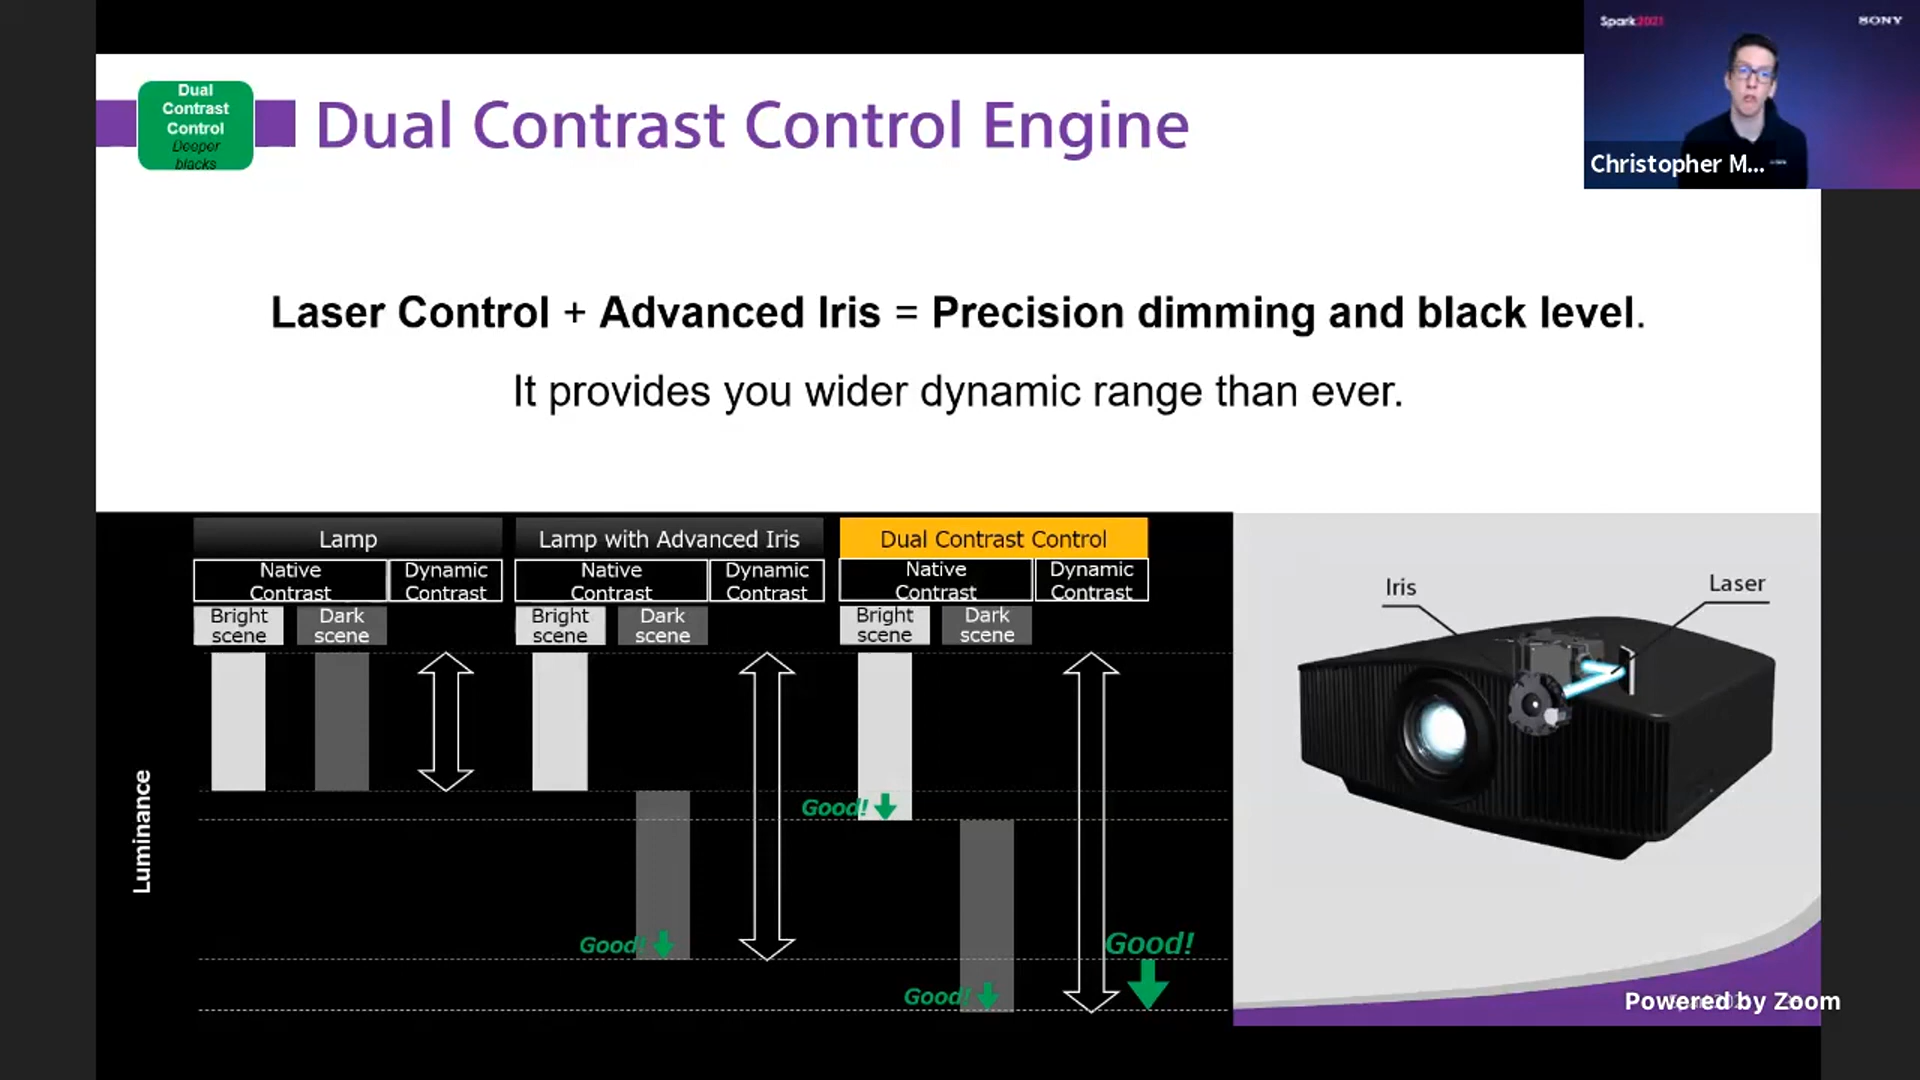 Spark2021
SONY
Christopher M...
Dual
Contrast
Control
Deeper
blacks
Dual Contrast Control Engine
Laser Control + Advanced Iris = Precision dimming and black level.
It provides you wider dynamic range than ever.
Lamp
Native
Contrast
Dynamic
Contrast
Bright
scene
Dark
scene
Lamp with Advanced Iris
Native
Contrast
Dynamic
Contrast
Bright
scene
Dark
scene
Dual Contrast Control
Native
Contrast
Dynamic
Contrast
Bright
scene
Dark
scene
Luminance
Good!
Good!
Good!
Good!
Iris
Laser
Powered by Zoom